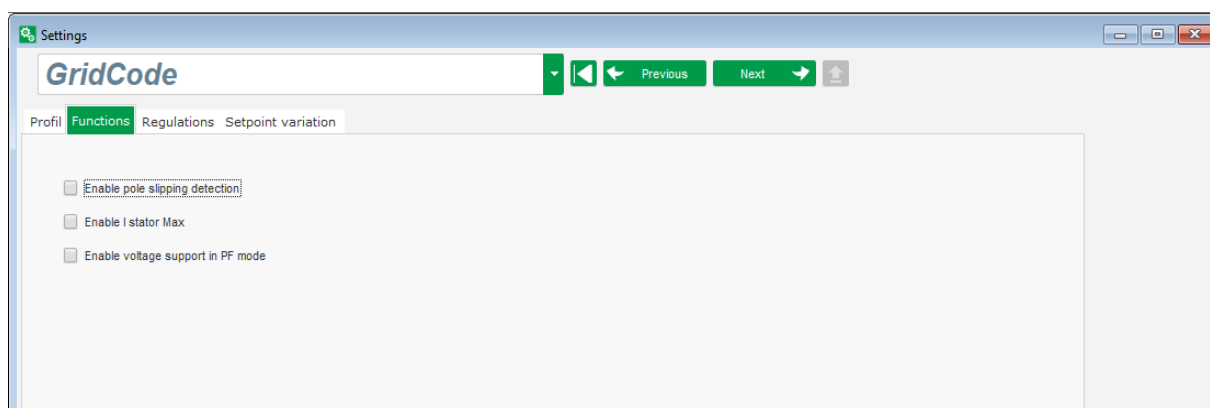 Settings
GridCode
Previous
Next
Profil Functions Regulations Setpoint variation
Enable pole slipping detection
Enable I stator Max
Enable voltage support in PF mode